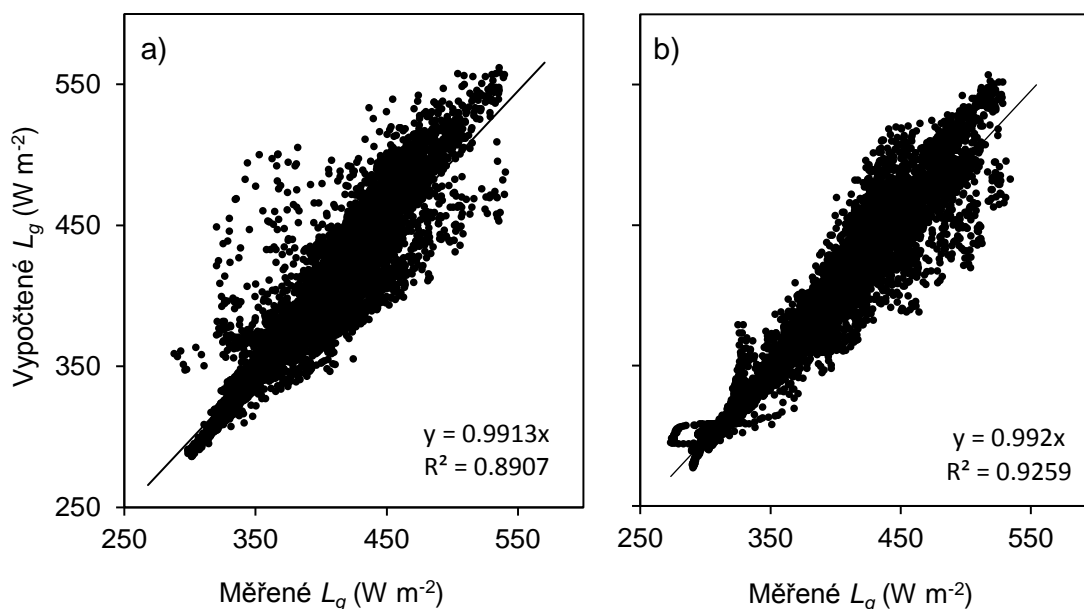 a)
b)
Vypočtené Lg (W m-2)
550
450
350
250
y = 0.9913x
R² = 0.8907
y = 0.992x
R² = 0.9259
250 350 450 550
250 350 450 550
Měřené Lg (W m-2)
Měřené Lg (W m-2)